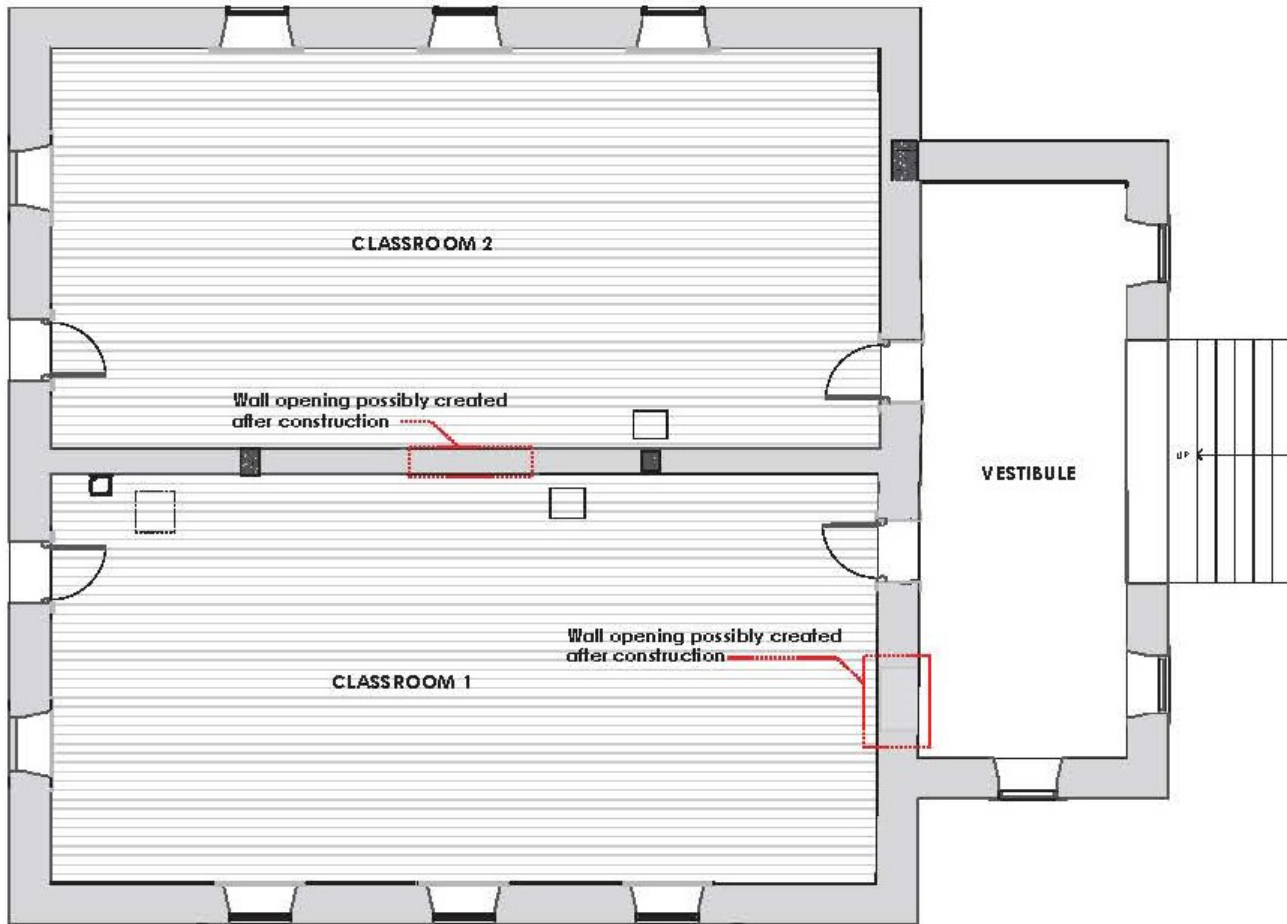 CLASSROOM 2
Wall opening possibly created
after construction
VESTIBULE
UP
Wall opening possibly created
after construction
CLASSROOM 1